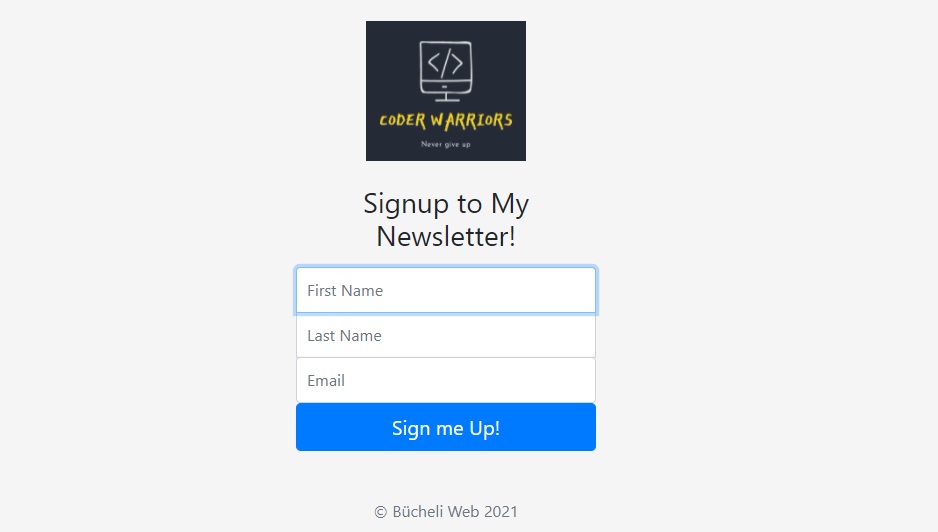 </>
CODER WARRIORS
Never give up
Signup to My
Newsletter!
First Name
Last Name
Email
Sign me Up!
© Bücheli Web 2021